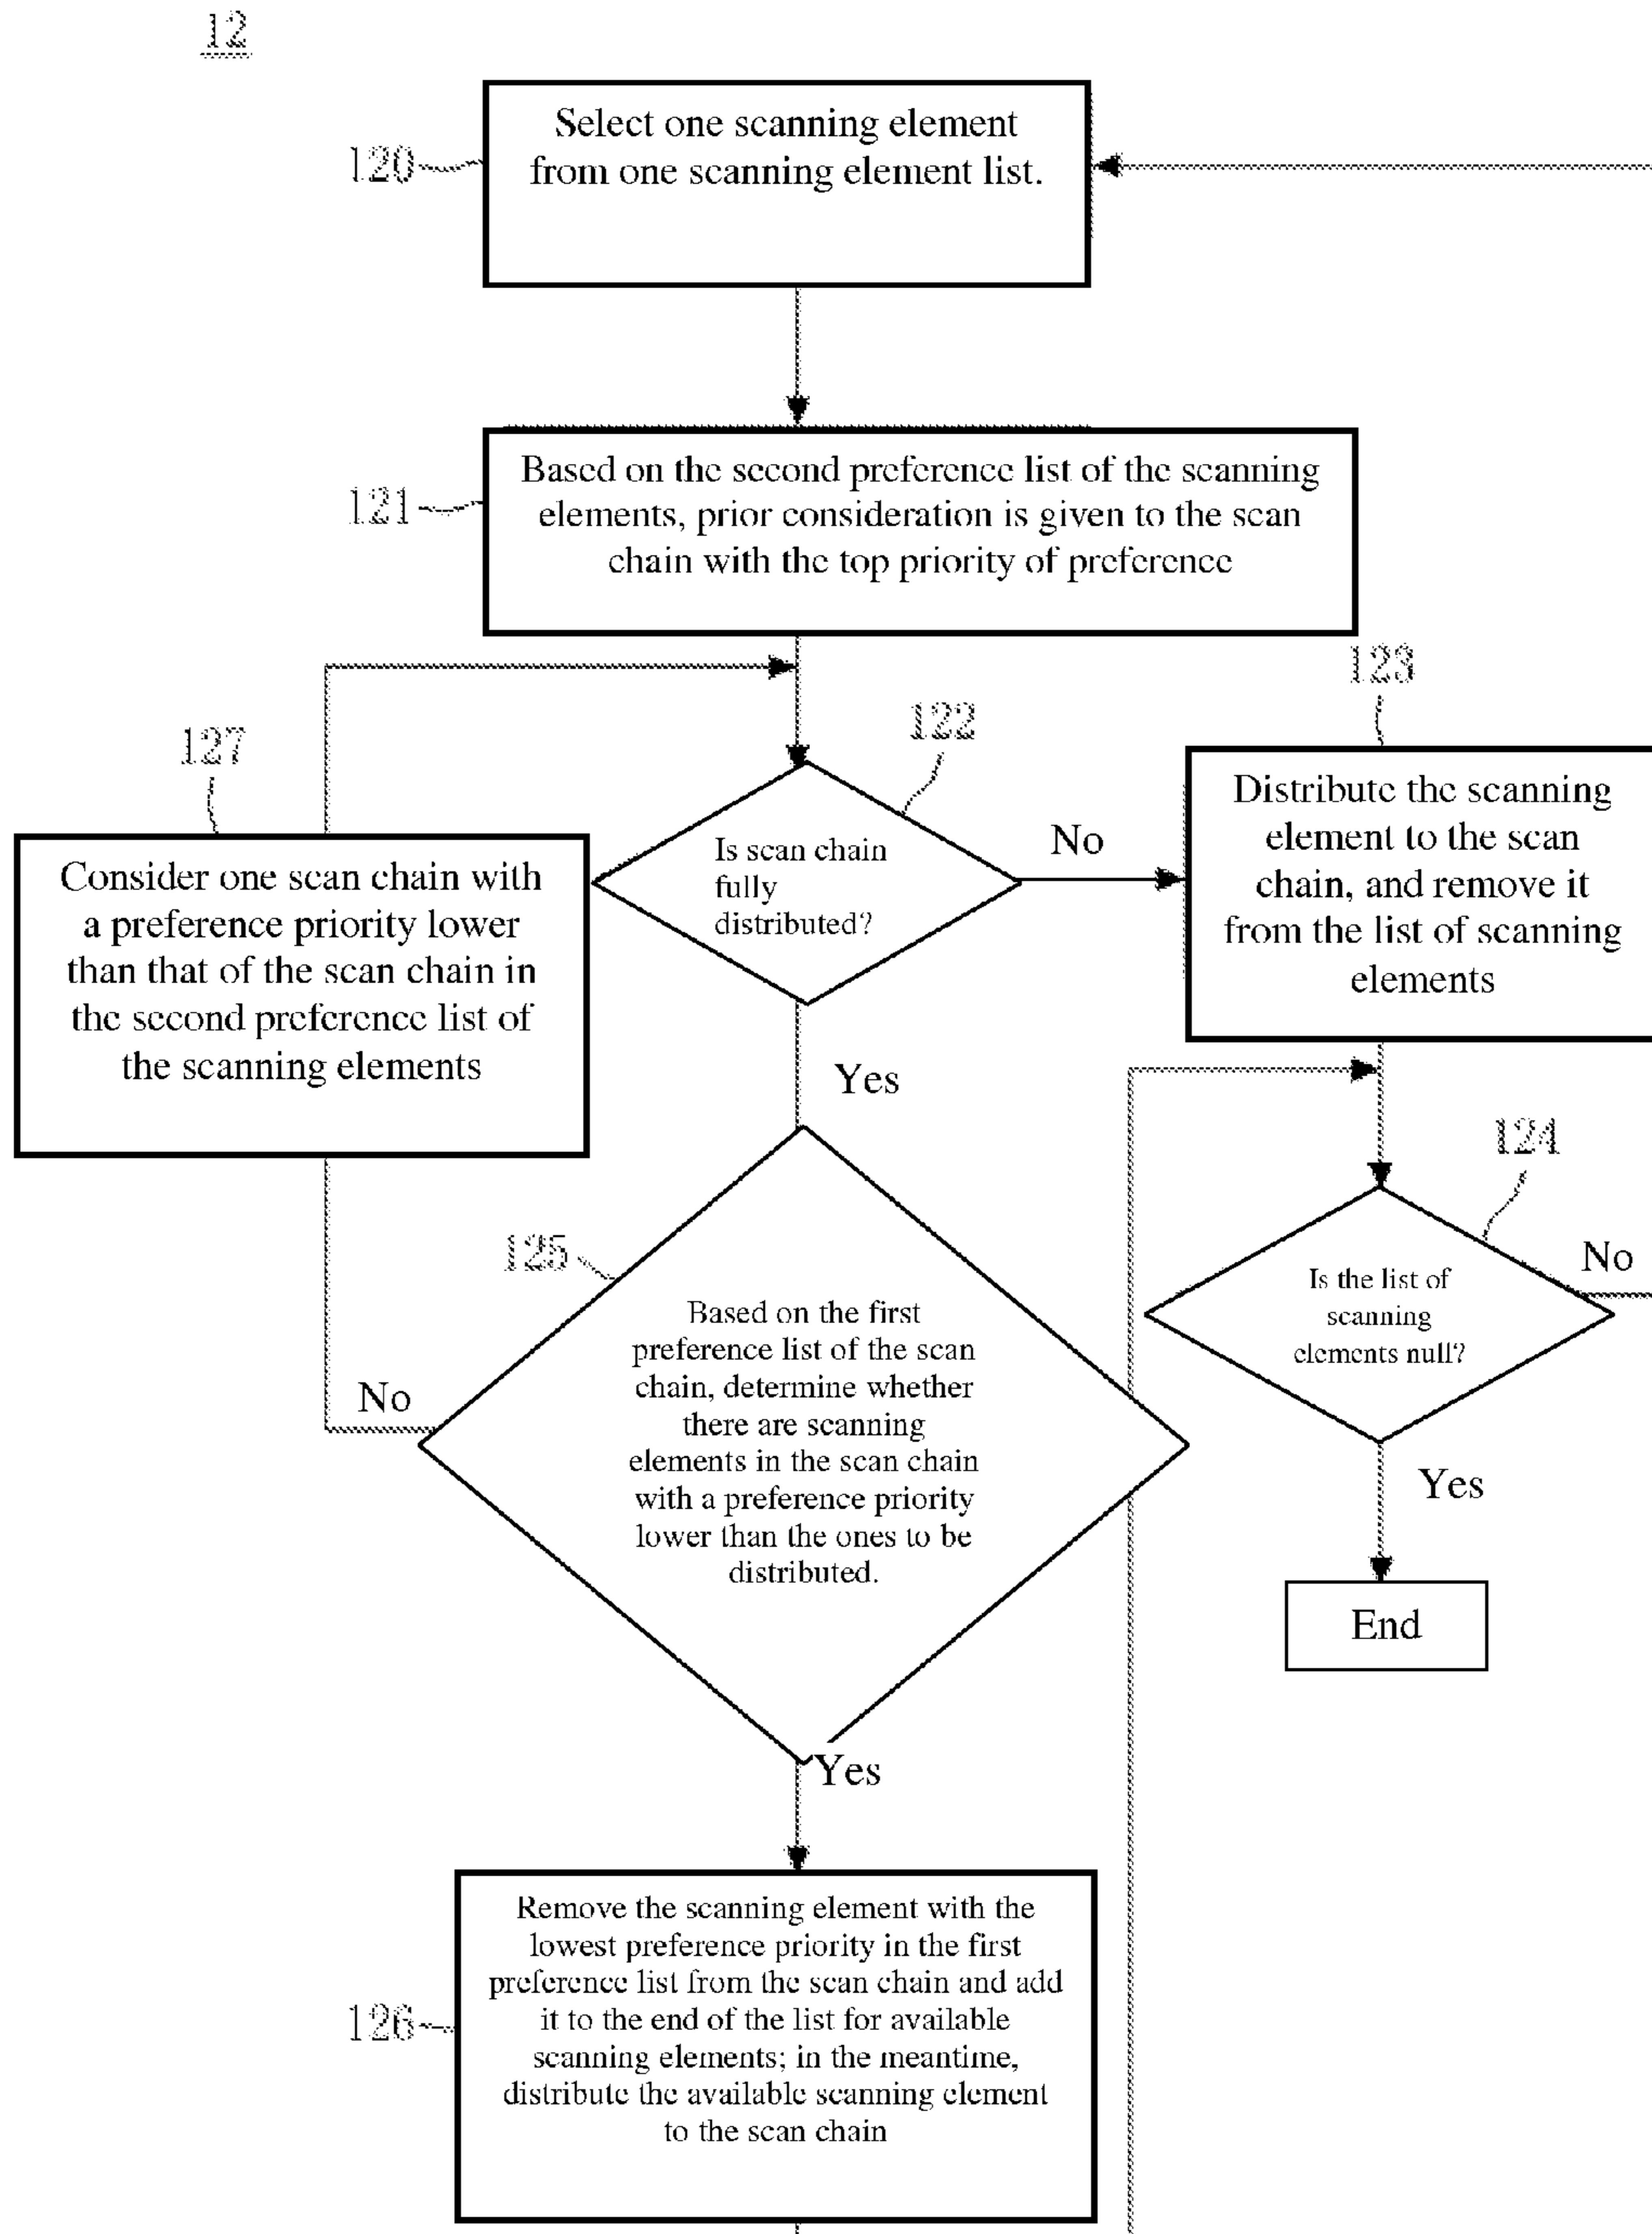 12
120
Select one scanning element
from one scanning element list.
121
Based on the second preference list of the scanning
elements, prior consideration is given to the scan
chain with the top priority of preference
122
Is scan chain
fully
distributed?
No
123
Distribute the scanning
element to the scan
chain, and remove it
from the list of scanning
elements
127
Consider one scan chain with
a preference priority lower
than that of the scan chain in
the second preference list of
the scanning elements
Yes
124
Is the list of
scanning
elements null?
No
Yes
End
125
Based on the first
preference list of the scan
chain, determine whether
there are scanning
elements in the scan chain
with a preference priority
lower than the ones to be
distributed.
No
Yes
126
Remove the scanning element with the
lowest preference priority in the first
preference list from the scan chain and add
it to the end of the list for available
scanning elements; in the meantime,
distribute the available scanning element
to the scan chain